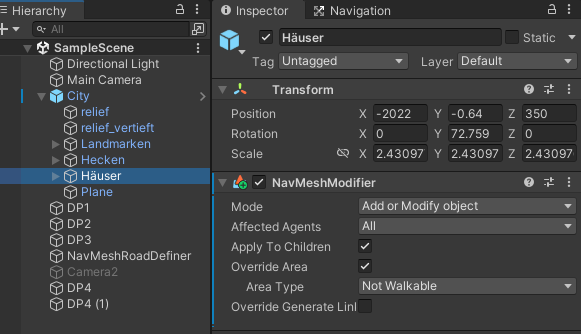 Hierarchy
All
SampleScene
Directional Light
Main Camera
City
relief
relief_vertieft
Landmarken
Hecken
Häuser
Plane
DP1
DP2
DP3
NavMeshRoadDefiner
Camera2
DP4
DP4 (1)
Inspector Navigation
Häuser Static
Tag Untagged Layer Default
Transform
Position X -2022 Y -0.64 Z 350
Rotation X 0 Y 72.759 Z 0
Scale X 2.43097 Y 2.43097 Z 2.43097
NavMeshModifier
Mode Add or Modify object
Affected Agents All
Apply To Children
Override Area
Area Type Not Walkable
Override Generate Linl